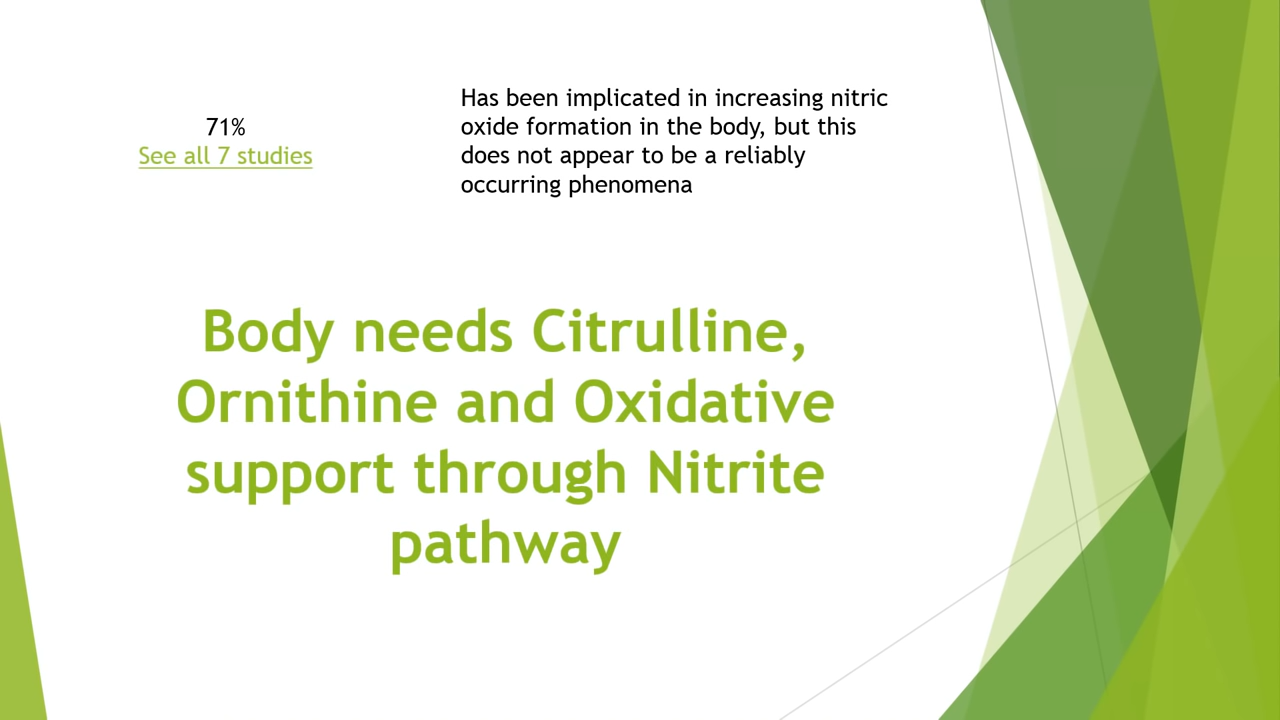 71%
See all 7 studies
Has been implicated in increasing nitric
oxide formation in the body, but this
does not appear to be a reliably
occurring phenomena
Body needs Citrulline,
Ornithine and Oxidative
support through Nitrite
pathway